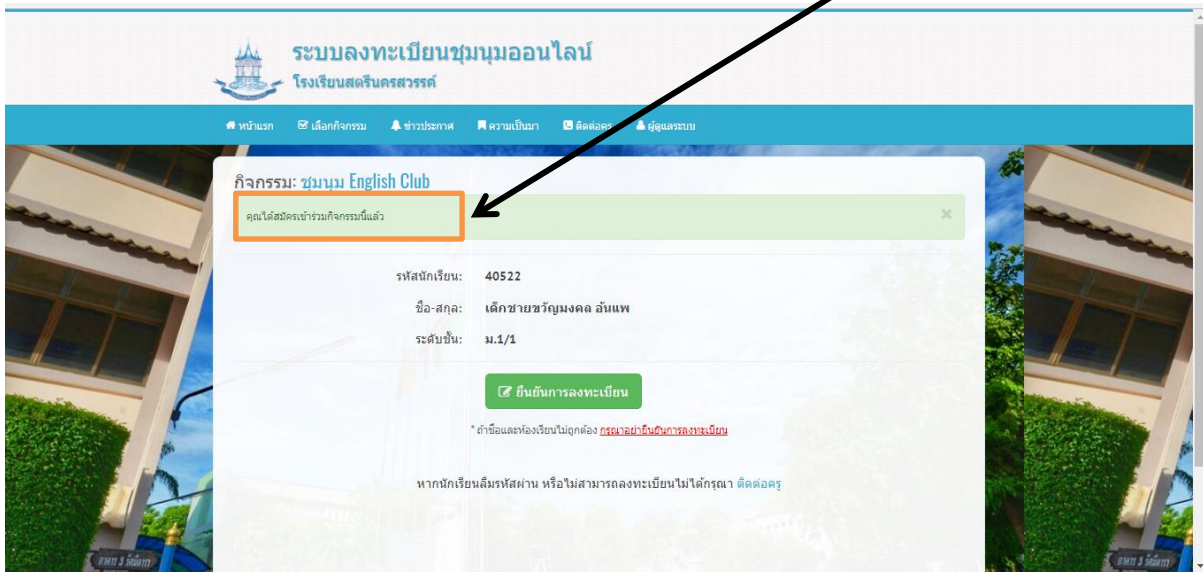 ระบบลงทะเบียนชุมนุมออนไลน์
โรงเรียนสตรีนครสวรรค์
หน้าแรก เลือกกิจกรรม ข่าวประกาศ ความเป็นมา ติดต่อครู ผู้ดูแลระบบ
กิจกรรม: ชุมนุม English Club
คุณได้สมัครเข้าร่วมกิจกรรมนี้แล้ว ×
รหัสนักเรียน: 40522
ชื่อ-สกุล: เด็กชายขวัญมงคล อ้นแพ
ระดับชั้น: ม.1/1
ยืนยันการลงทะเบียน
* ถ้าชื่อและห้องเรียนไม่ถูกต้อง กรุณาอย่ายืนยันการลงทะเบียน
หากนักเรียนลืมรหัสผ่าน หรือไม่สามารถลงทะเบียนไม่ได้กรุณา ติดต่อครู
อาคาร 3
อาคาร 3